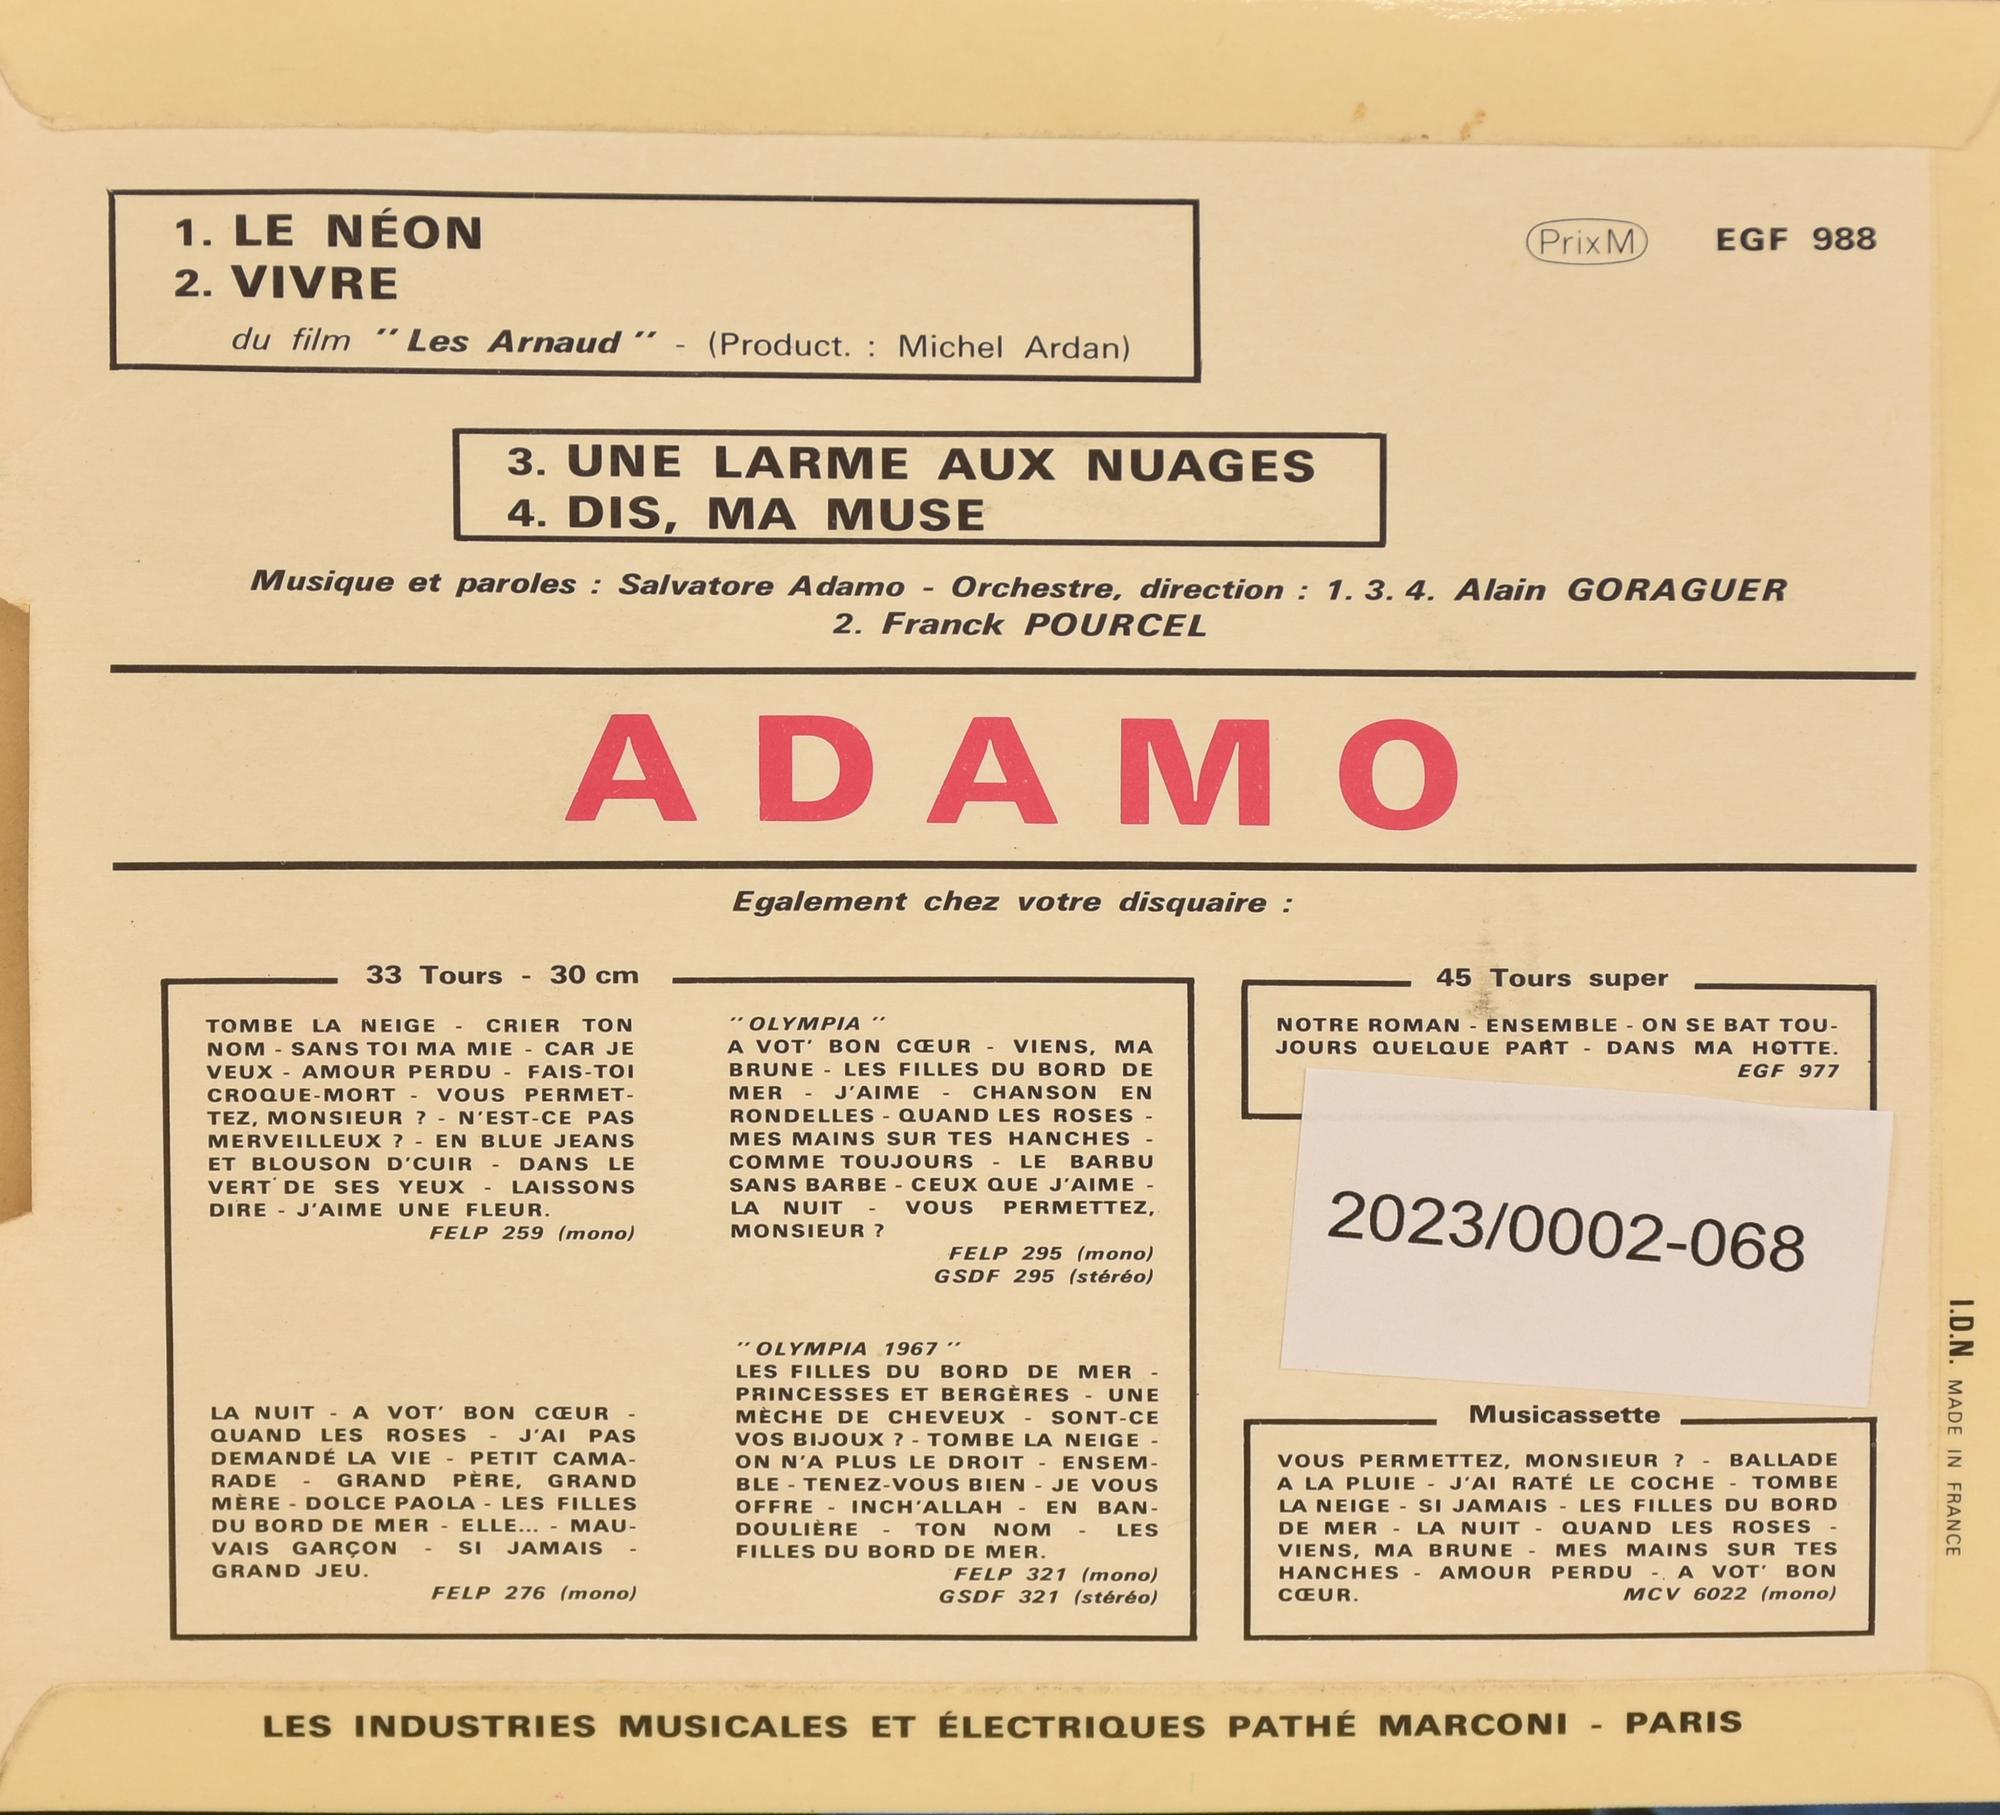 1. LE NÉON
2. VIVRE
du film " Les Arnaud " - (Product. : Michel Ardan)
Prix M
EGF 988
3. UNE LARME AUX NUAGES
4. DIS, MA MUSE
Musique et paroles : Salvatore Adamo - Orchestre, direction : 1. 3. 4. Alain GORAGUER
2. Franck POURCEL
ADAMO
Egalement chez votre disquaire :
33 Tours - 30 cm
TOMBE LA NEIGE - CRIER TON
NOM - SANS TOI MA MIE - CAR JE
VEUX - AMOUR PERDU - FAIS-TOI
CROQUE-MORT - VOUS PERMET-
TEZ, MONSIEUR ? - N'EST-CE PAS
MERVEILLEUX ? - EN BLUE JEANS
ET BLOUSON D'CUIR - DANS LE
VERT DE SES YEUX - LAISSONS
DIRE - J'AIME UNE FLEUR.
FELP 259 (mono)
LA NUIT - A VOT' BON CŒUR -
QUAND LES ROSES - J'AI PAS
DEMANDÉ LA VIE - PETIT CAMA-
RADE - GRAND PÈRE, GRAND
MÈRE - DOLCE PAOLA - LES FILLES
DU BORD DE MER - ELLE... - MAU-
VAIS GARÇON - SI JAMAIS -
GRAND JEU.
FELP 276 (mono)
" OLYMPIA "
A VOT' BON CŒUR - VIENS, MA
BRUNE - LES FILLES DU BORD DE
MER - J'AIME - CHANSON EN
RONDELLES - QUAND LES ROSES -
MES MAINS SUR TES HANCHES -
COMME TOUJOURS - LE BARBU
SANS BARBE - CEUX QUE J'AIME -
LA NUIT - VOUS PERMETTEZ,
MONSIEUR ?
FELP 295 (mono)
GSDF 295 (stéréo)
" OLYMPIA 1967 "
LES FILLES DU BORD DE MER -
PRINCESSES ET BERGÈRES - UNE
MÈCHE DE CHEVEUX - SONT-CE
VOS BIJOUX ? - TOMBE LA NEIGE -
ON N'A PLUS LE DROIT - ENSEM-
BLE - TENEZ-VOUS BIEN - JE VOUS
OFFRE - INCH'ALLAH - EN BAN-
DOULIÈRE - TON NOM - LES
FILLES DU BORD DE MER.
FELP 321 (mono)
GSDF 321 (stéréo)
45 Tours super
NOTRE ROMAN - ENSEMBLE - ON SE BAT TOU-
JOURS QUELQUE PART - DANS MA HOTTE.
EGF 977
2023/0002-068
Musicassette
VOUS PERMETTEZ, MONSIEUR ? - BALLADE
A LA PLUIE - J'AI RATÉ LE COCHE - TOMBE
LA NEIGE - SI JAMAIS - LES FILLES DU BORD
DE MER - LA NUIT - QUAND LES ROSES -
VIENS, MA BRUNE - MES MAINS SUR TES
HANCHES - AMOUR PERDU - A VOT' BON
CŒUR. MCV 6022 (mono)
I.D.N. MADE IN FRANCE
LES INDUSTRIES MUSICALES ET ÉLECTRIQUES PATHÉ MARCONI - PARIS